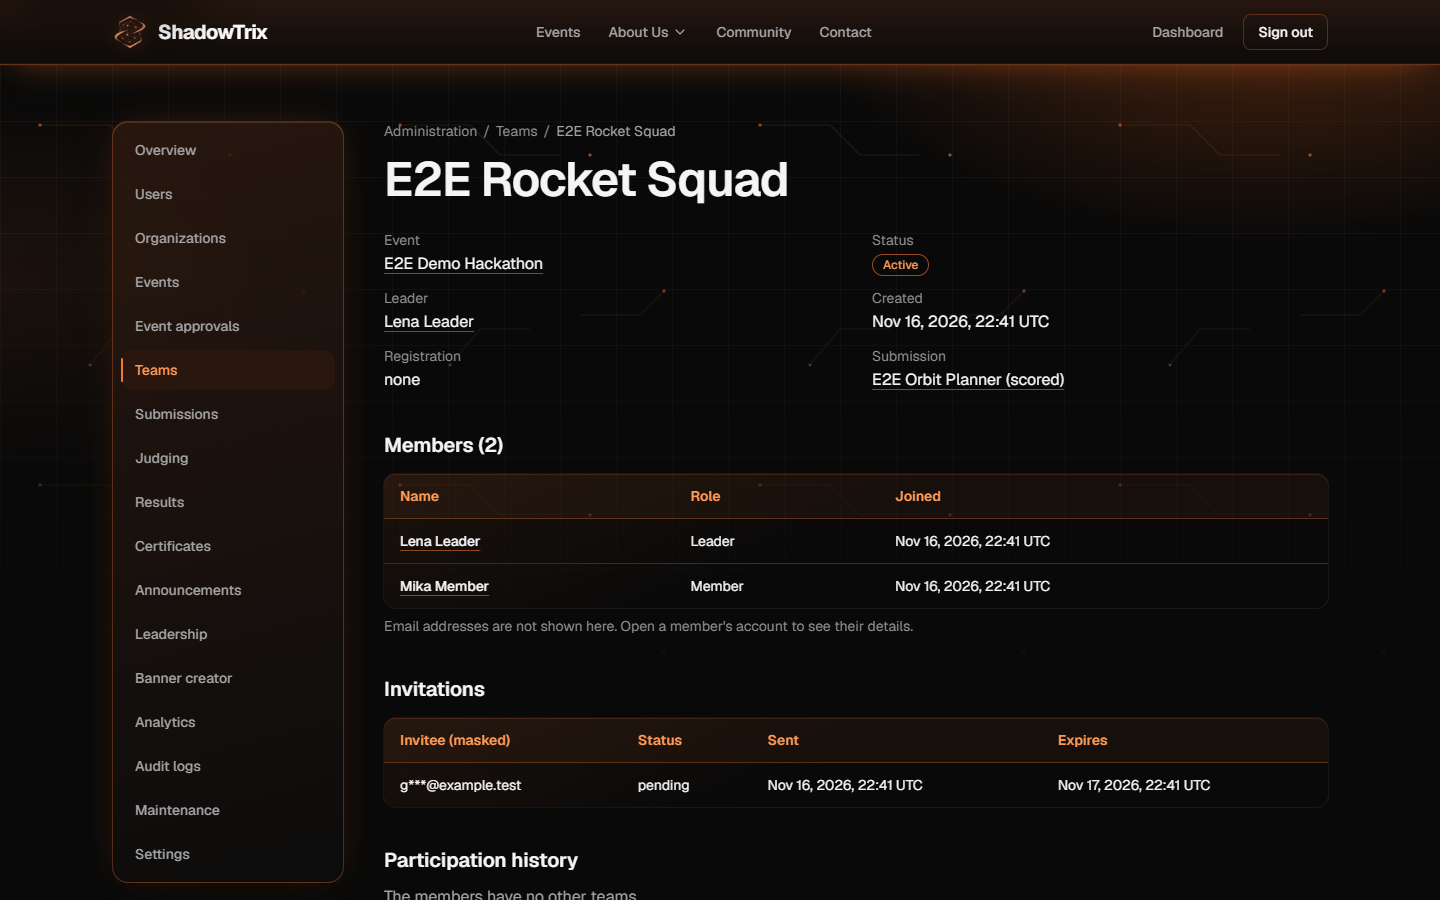 ShadowTrix
Events
About Us
Community
Contact
Dashboard
Sign out
Overview
Users
Organizations
Events
Event approvals
Teams
Submissions
Judging
Results
Certificates
Announcements
Leadership
Banner creator
Analytics
Audit logs
Maintenance
Settings
Administration / Teams / E2E Rocket Squad
E2E Rocket Squad
Event
E2E Demo Hackathon
Status
Active
Leader
Lena Leader
Created
Nov 16, 2026, 22:41 UTC
Registration
none
Submission
E2E Orbit Planner (scored)
Members (2)
Name Role Joined
Lena Leader Leader Nov 16, 2026, 22:41 UTC
Mika Member Member Nov 16, 2026, 22:41 UTC
Email addresses are not shown here. Open a member's account to see their details.
Invitations
Invitee (masked) Status Sent Expires
g***@example.test pending Nov 16, 2026, 22:41 UTC Nov 17, 2026, 22:41 UTC
Participation history
The members have no other teams